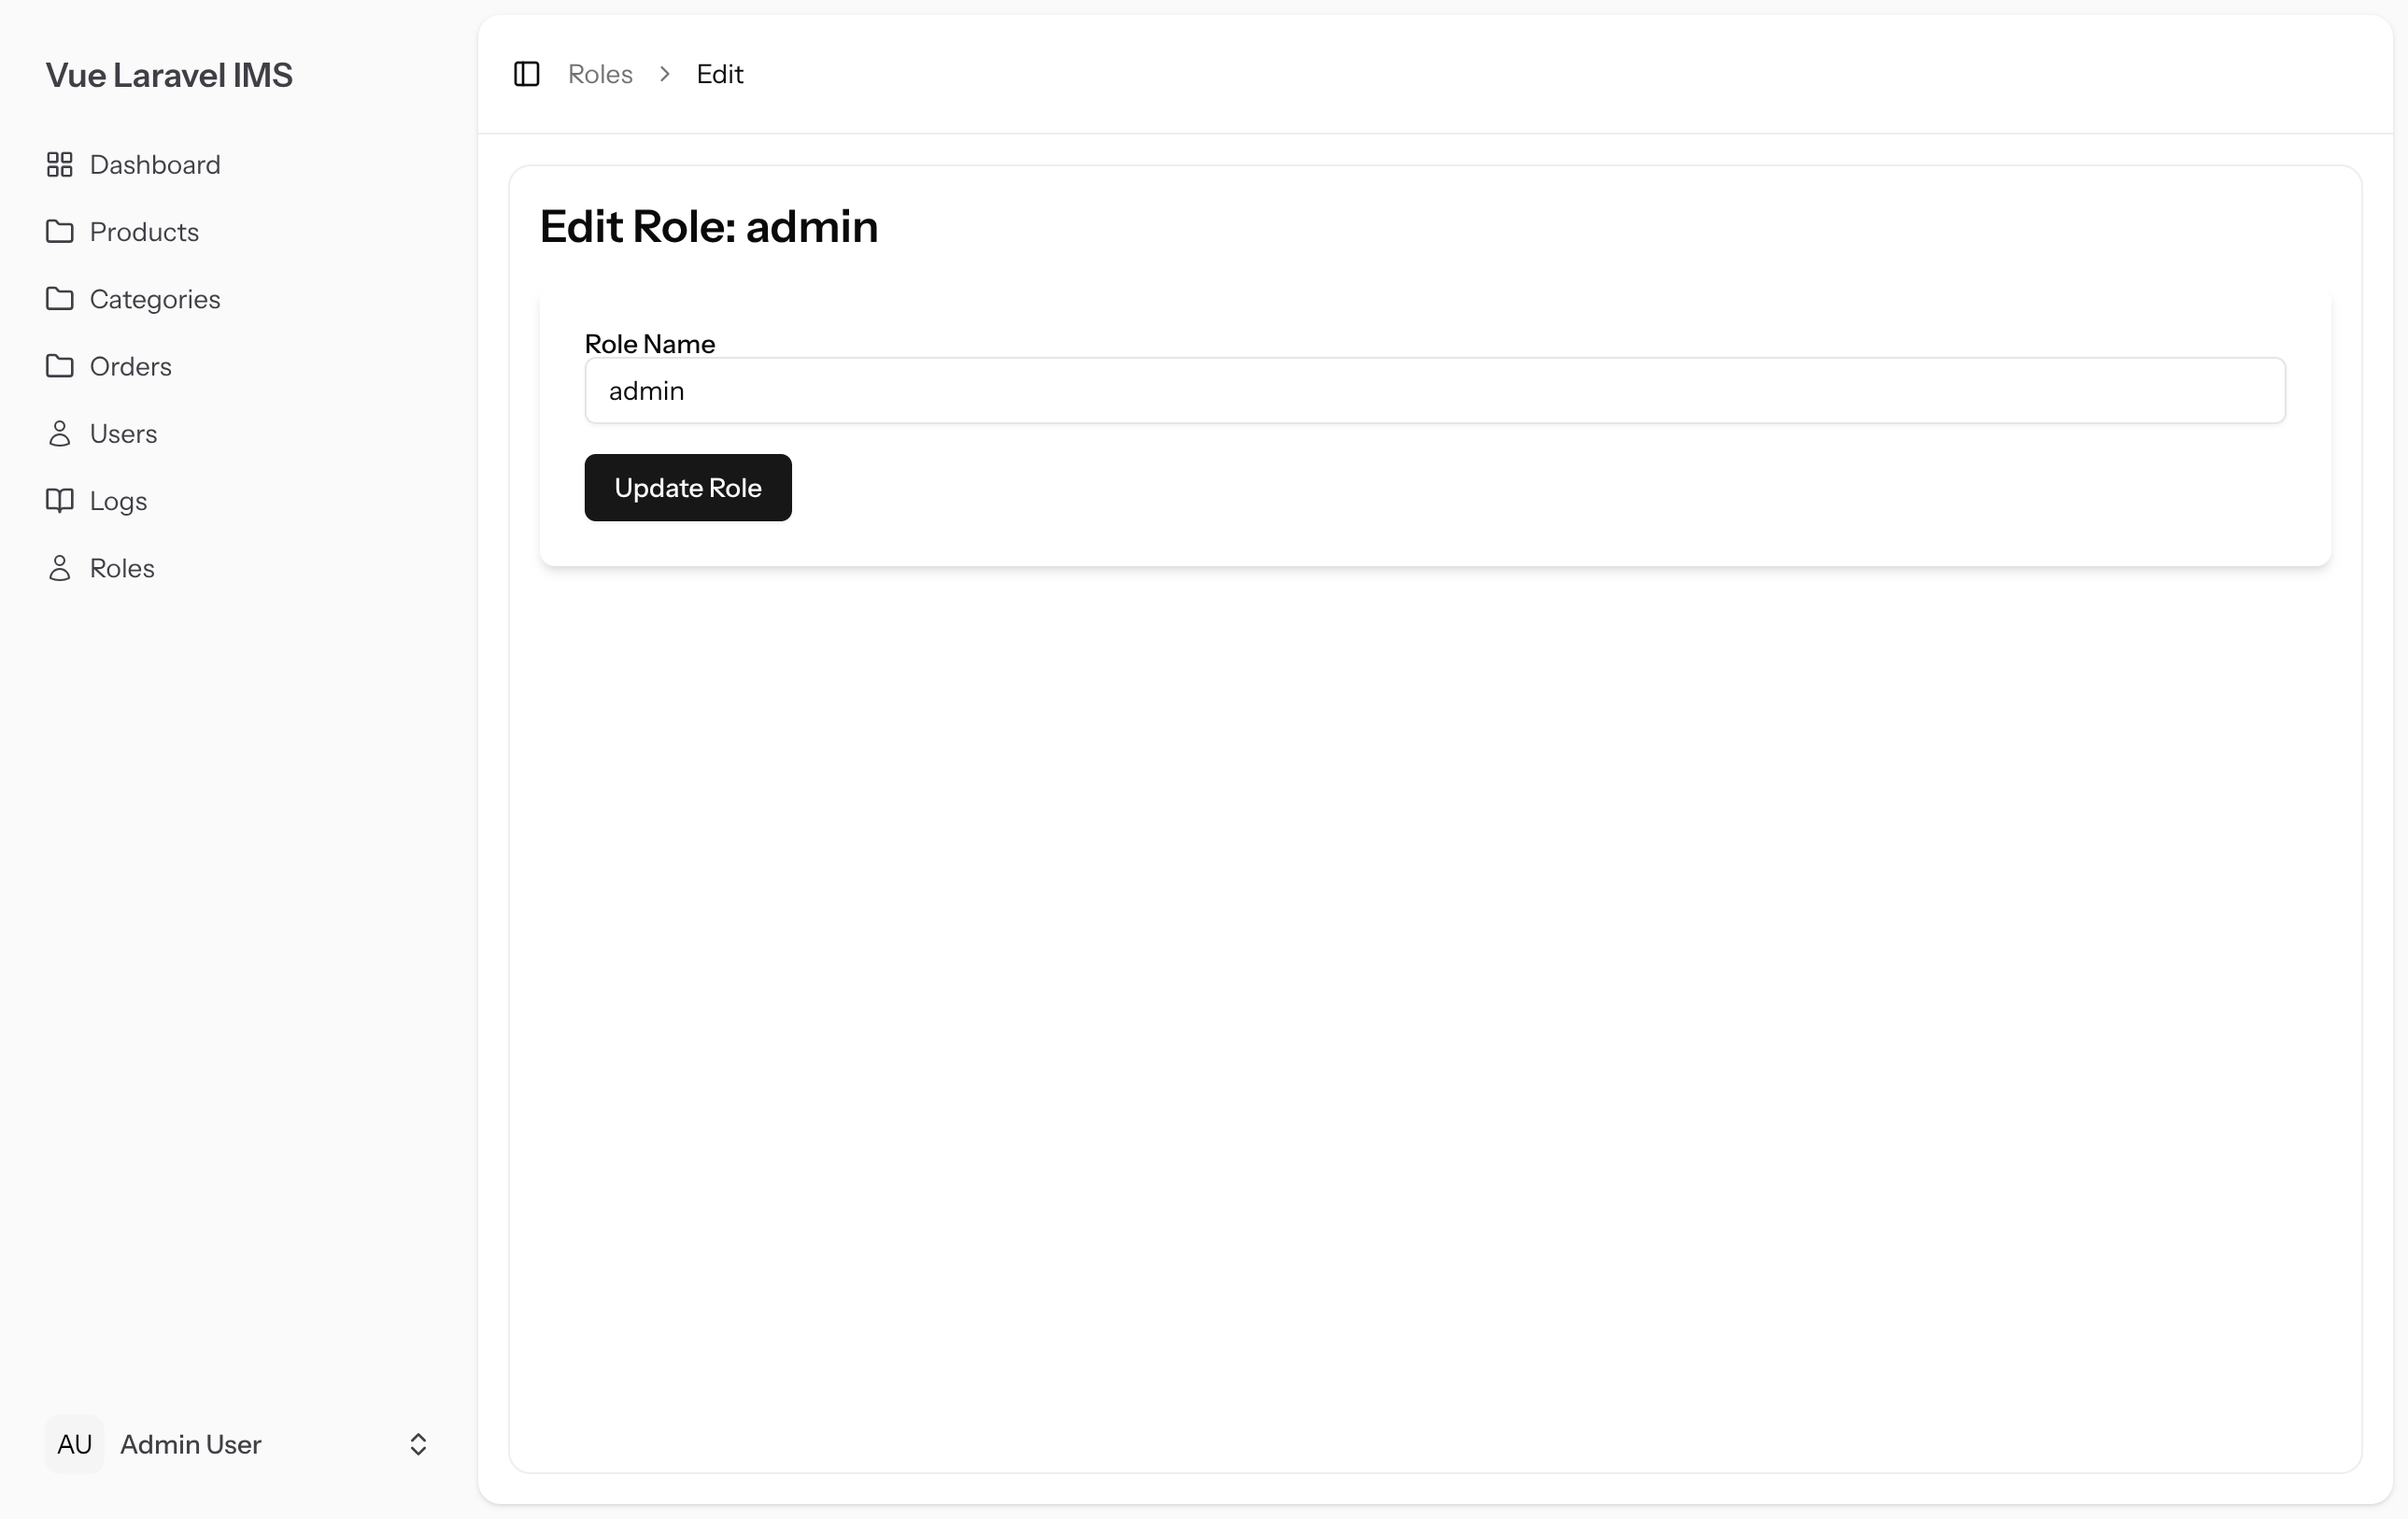 Vue Laravel IMS
Dashboard
Products
Categories
Orders
Users
Logs
Roles
AU Admin User
Roles > Edit
Edit Role: admin
Role Name
admin
Update Role